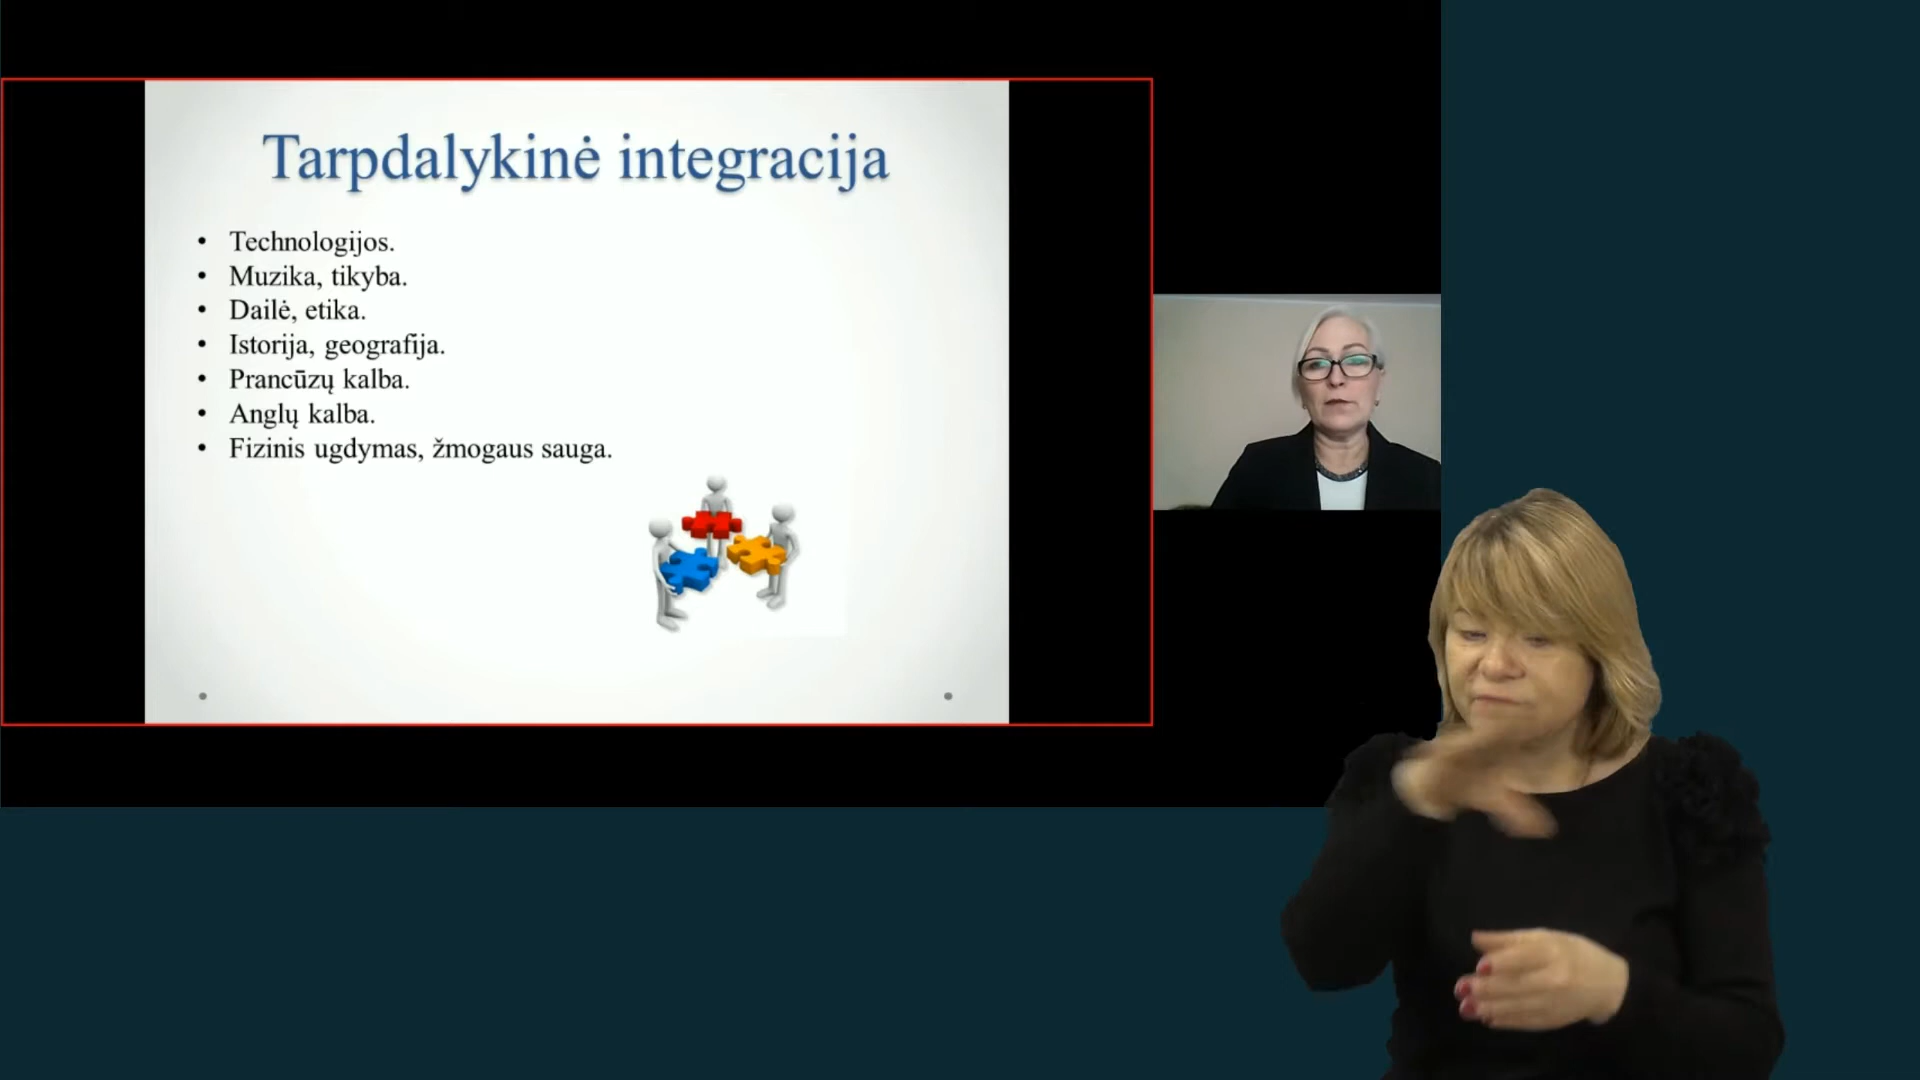 Tarpdalykinė integracija
• Technologijos.
• Muzika, tikyba.
• Dailė, etika.
• Istorija, geografija.
• Prancūzų kalba.
• Anglų kalba.
• Fizinis ugdymas, žmogaus sauga.